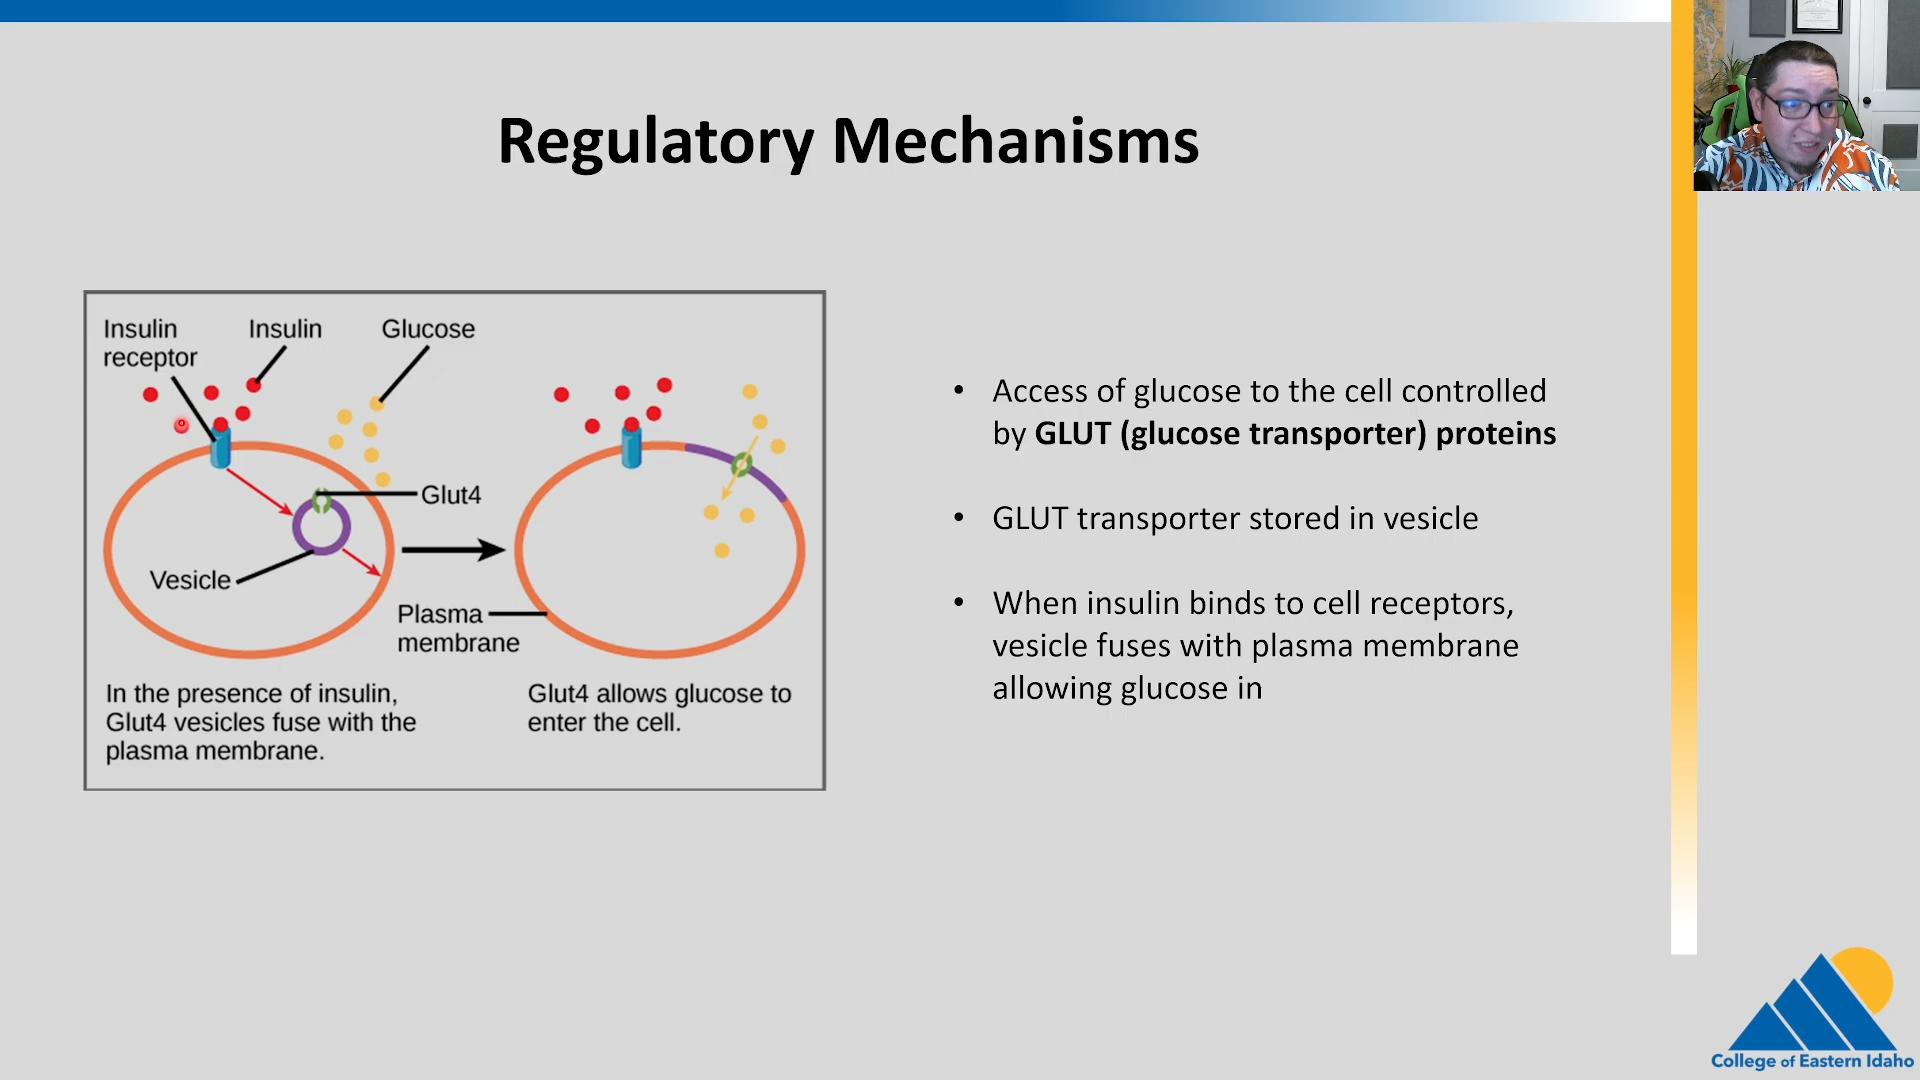 Regulatory Mechanisms
Insulin
receptor
Insulin
Glucose
Glut4
Vesicle
Plasma
membrane
In the presence of insulin,
Glut4 vesicles fuse with the
plasma membrane.
Glut4 allows glucose to
enter the cell.
• Access of glucose to the cell controlled
by GLUT (glucose transporter) proteins
• GLUT transporter stored in vesicle
• When insulin binds to cell receptors,
vesicle fuses with plasma membrane
allowing glucose in
College of Eastern Idaho